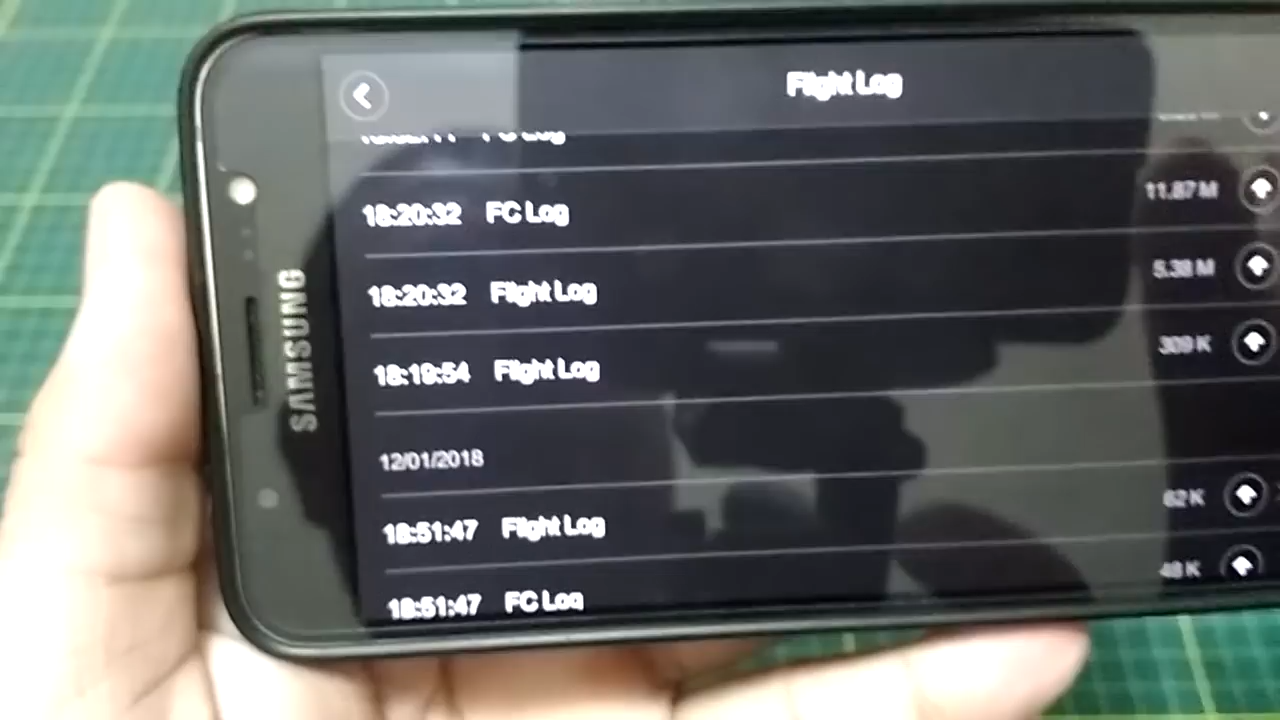 Flight Log
FC Log
18:20:32 FC Log 11.87 M
18:20:32 Flight Log 5.38 M
18:19:54 Flight Log 309 K
12/01/2018
18:51:47 Flight Log 62 K
18:51:47 FC Log 48 K
SAMSUNG